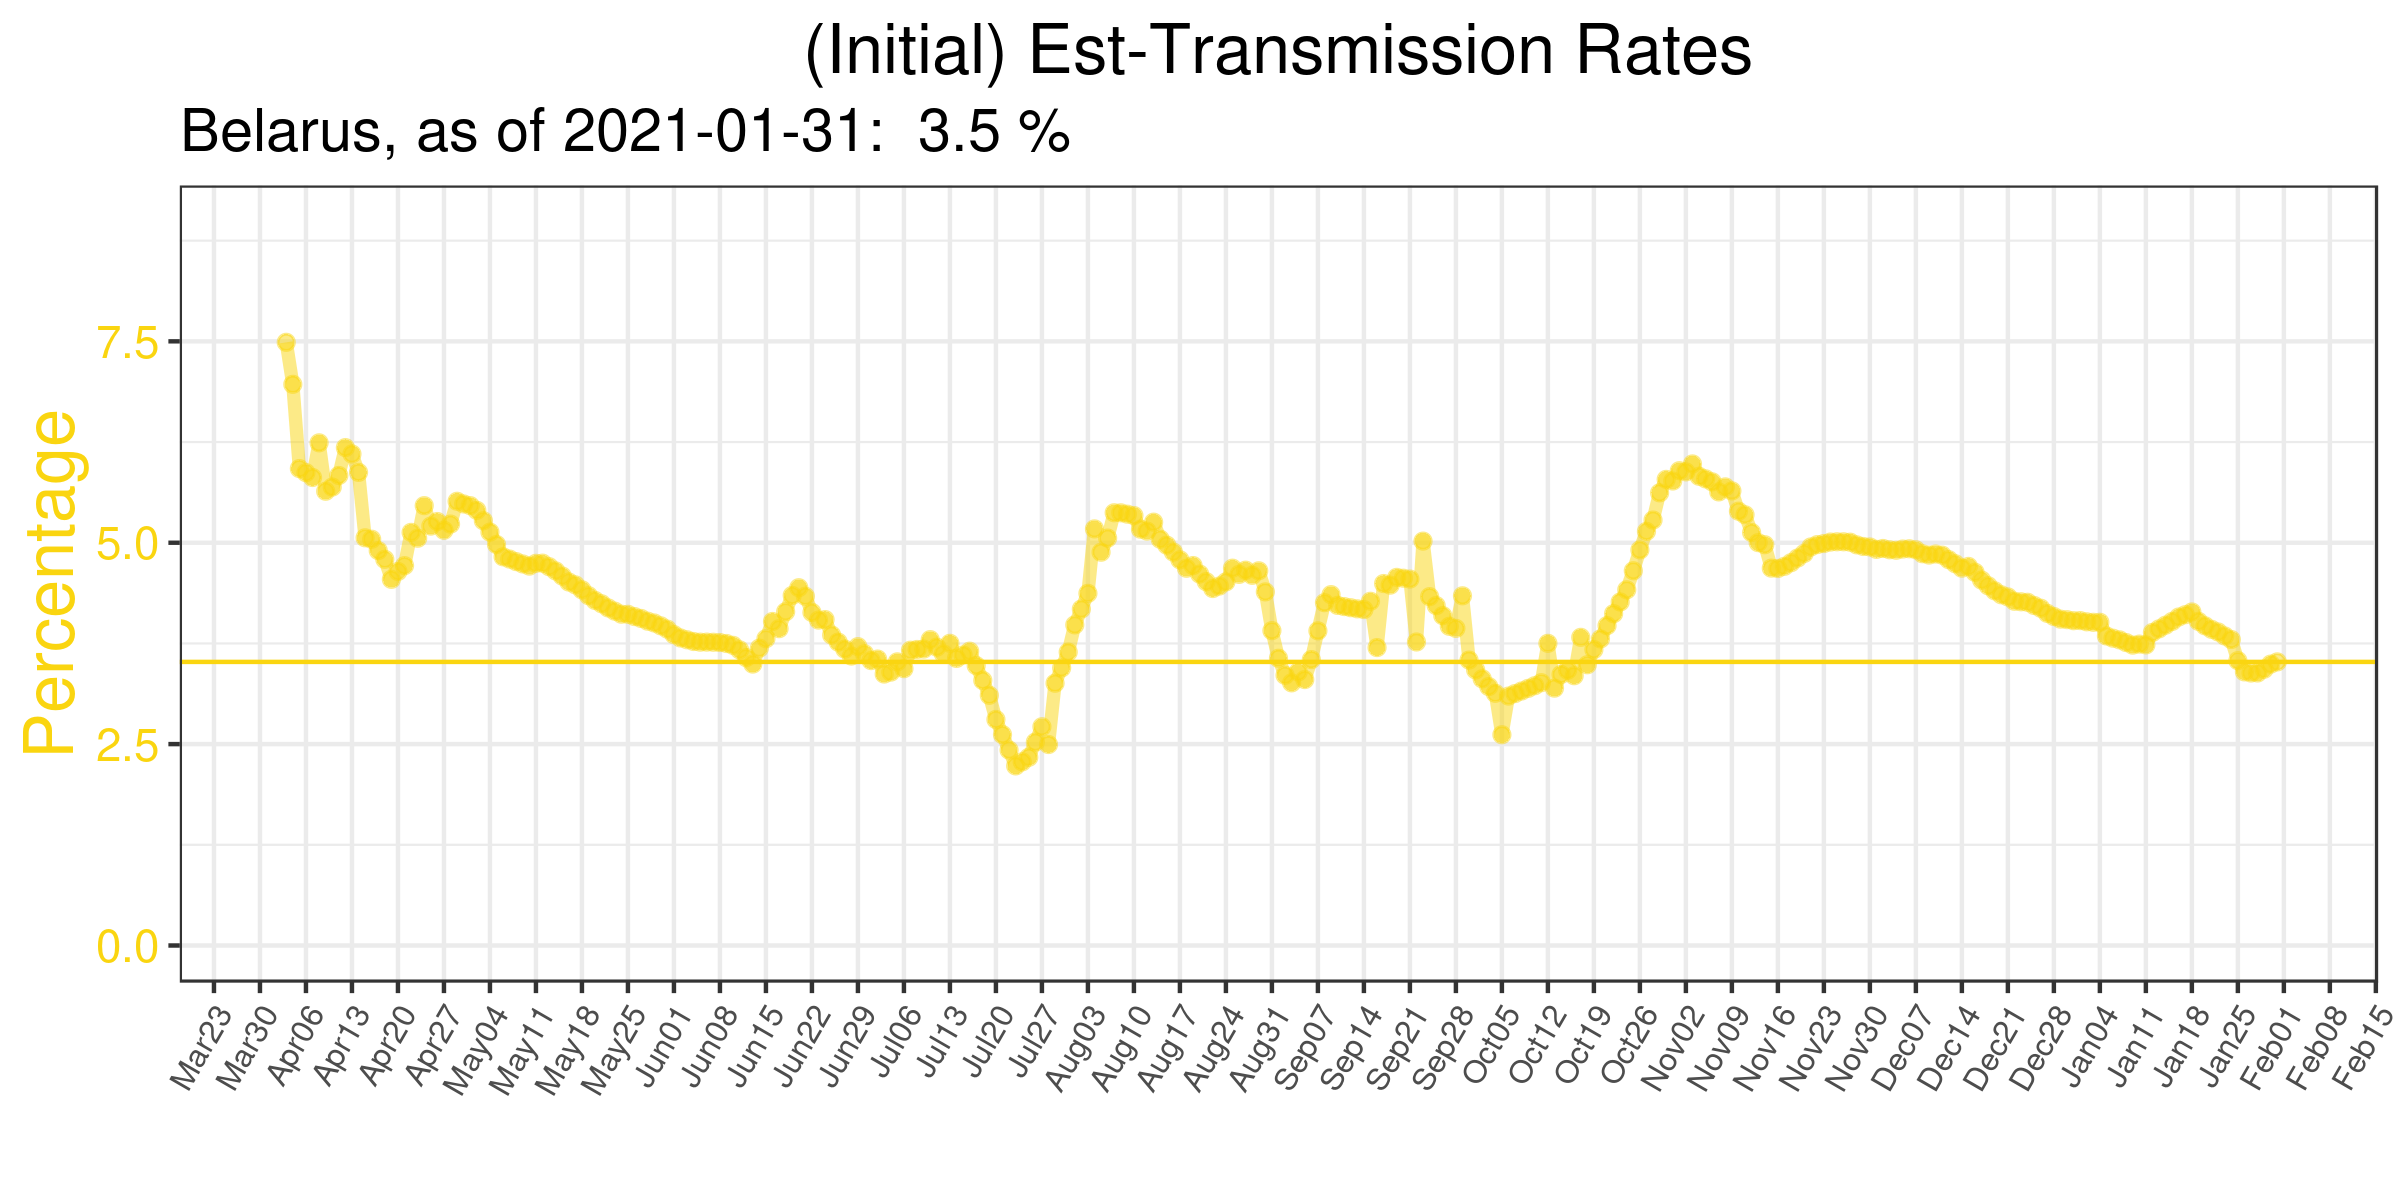 (Initial) Est-Transmission Rates
Belarus, as of 2021-01-31:  3.5 %
Percentage
7.5
5.0
2.5
0.0
Mar23
Mar30
Apr06
Apr13
Apr20
Apr27
May04
May11
May18
May25
Jun01
Jun08
Jun15
Jun22
Jun29
Jul06
Jul13
Jul20
Jul27
Aug03
Aug10
Aug17
Aug24
Aug31
Sep07
Sep14
Sep21
Sep28
Oct05
Oct12
Oct19
Oct26
Nov02
Nov09
Nov16
Nov23
Nov30
Dec07
Dec14
Dec21
Dec28
Jan04
Jan11
Jan18
Jan25
Feb01
Feb08
Feb15